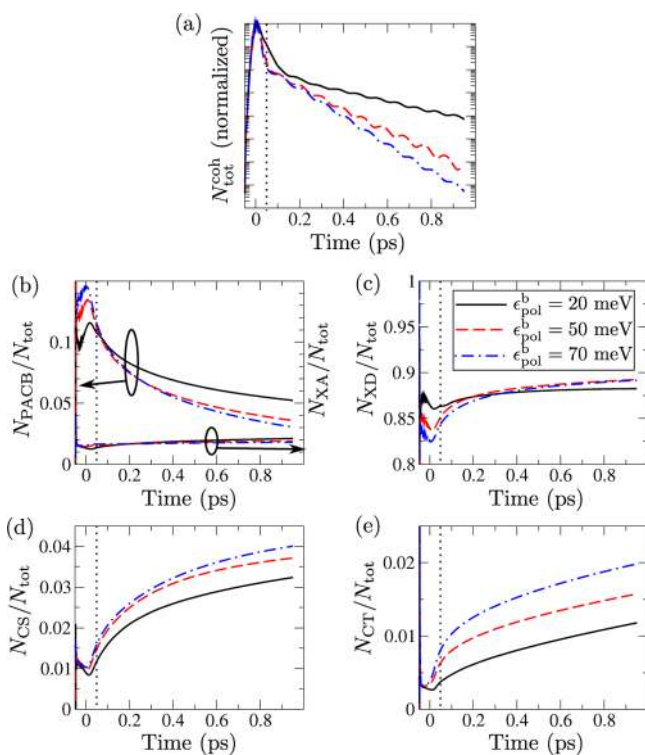 (a)
N_tot^coh (normalized)
0 0.2 0.4 0.6 0.8
Time (ps)
(b)
N_PACB/N_tot
0.1
0.05
0
0 0.2 0.4 0.6 0.8
Time (ps)
N_XA/N_tot
(c)
N_XD/N_tot
1
0.95
0.9
0.85
0.8
ϵ_pol^b = 20 meV
ϵ_pol^b = 50 meV
ϵ_pol^b = 70 meV
0 0.2 0.4 0.6 0.8
Time (ps)
(d)
N_CS/N_tot
0.04
0.03
0.02
0.01
0
0 0.2 0.4 0.6 0.8
Time (ps)
(e)
N_CT/N_tot
0.02
0.01
0
0 0.2 0.4 0.6 0.8
Time (ps)